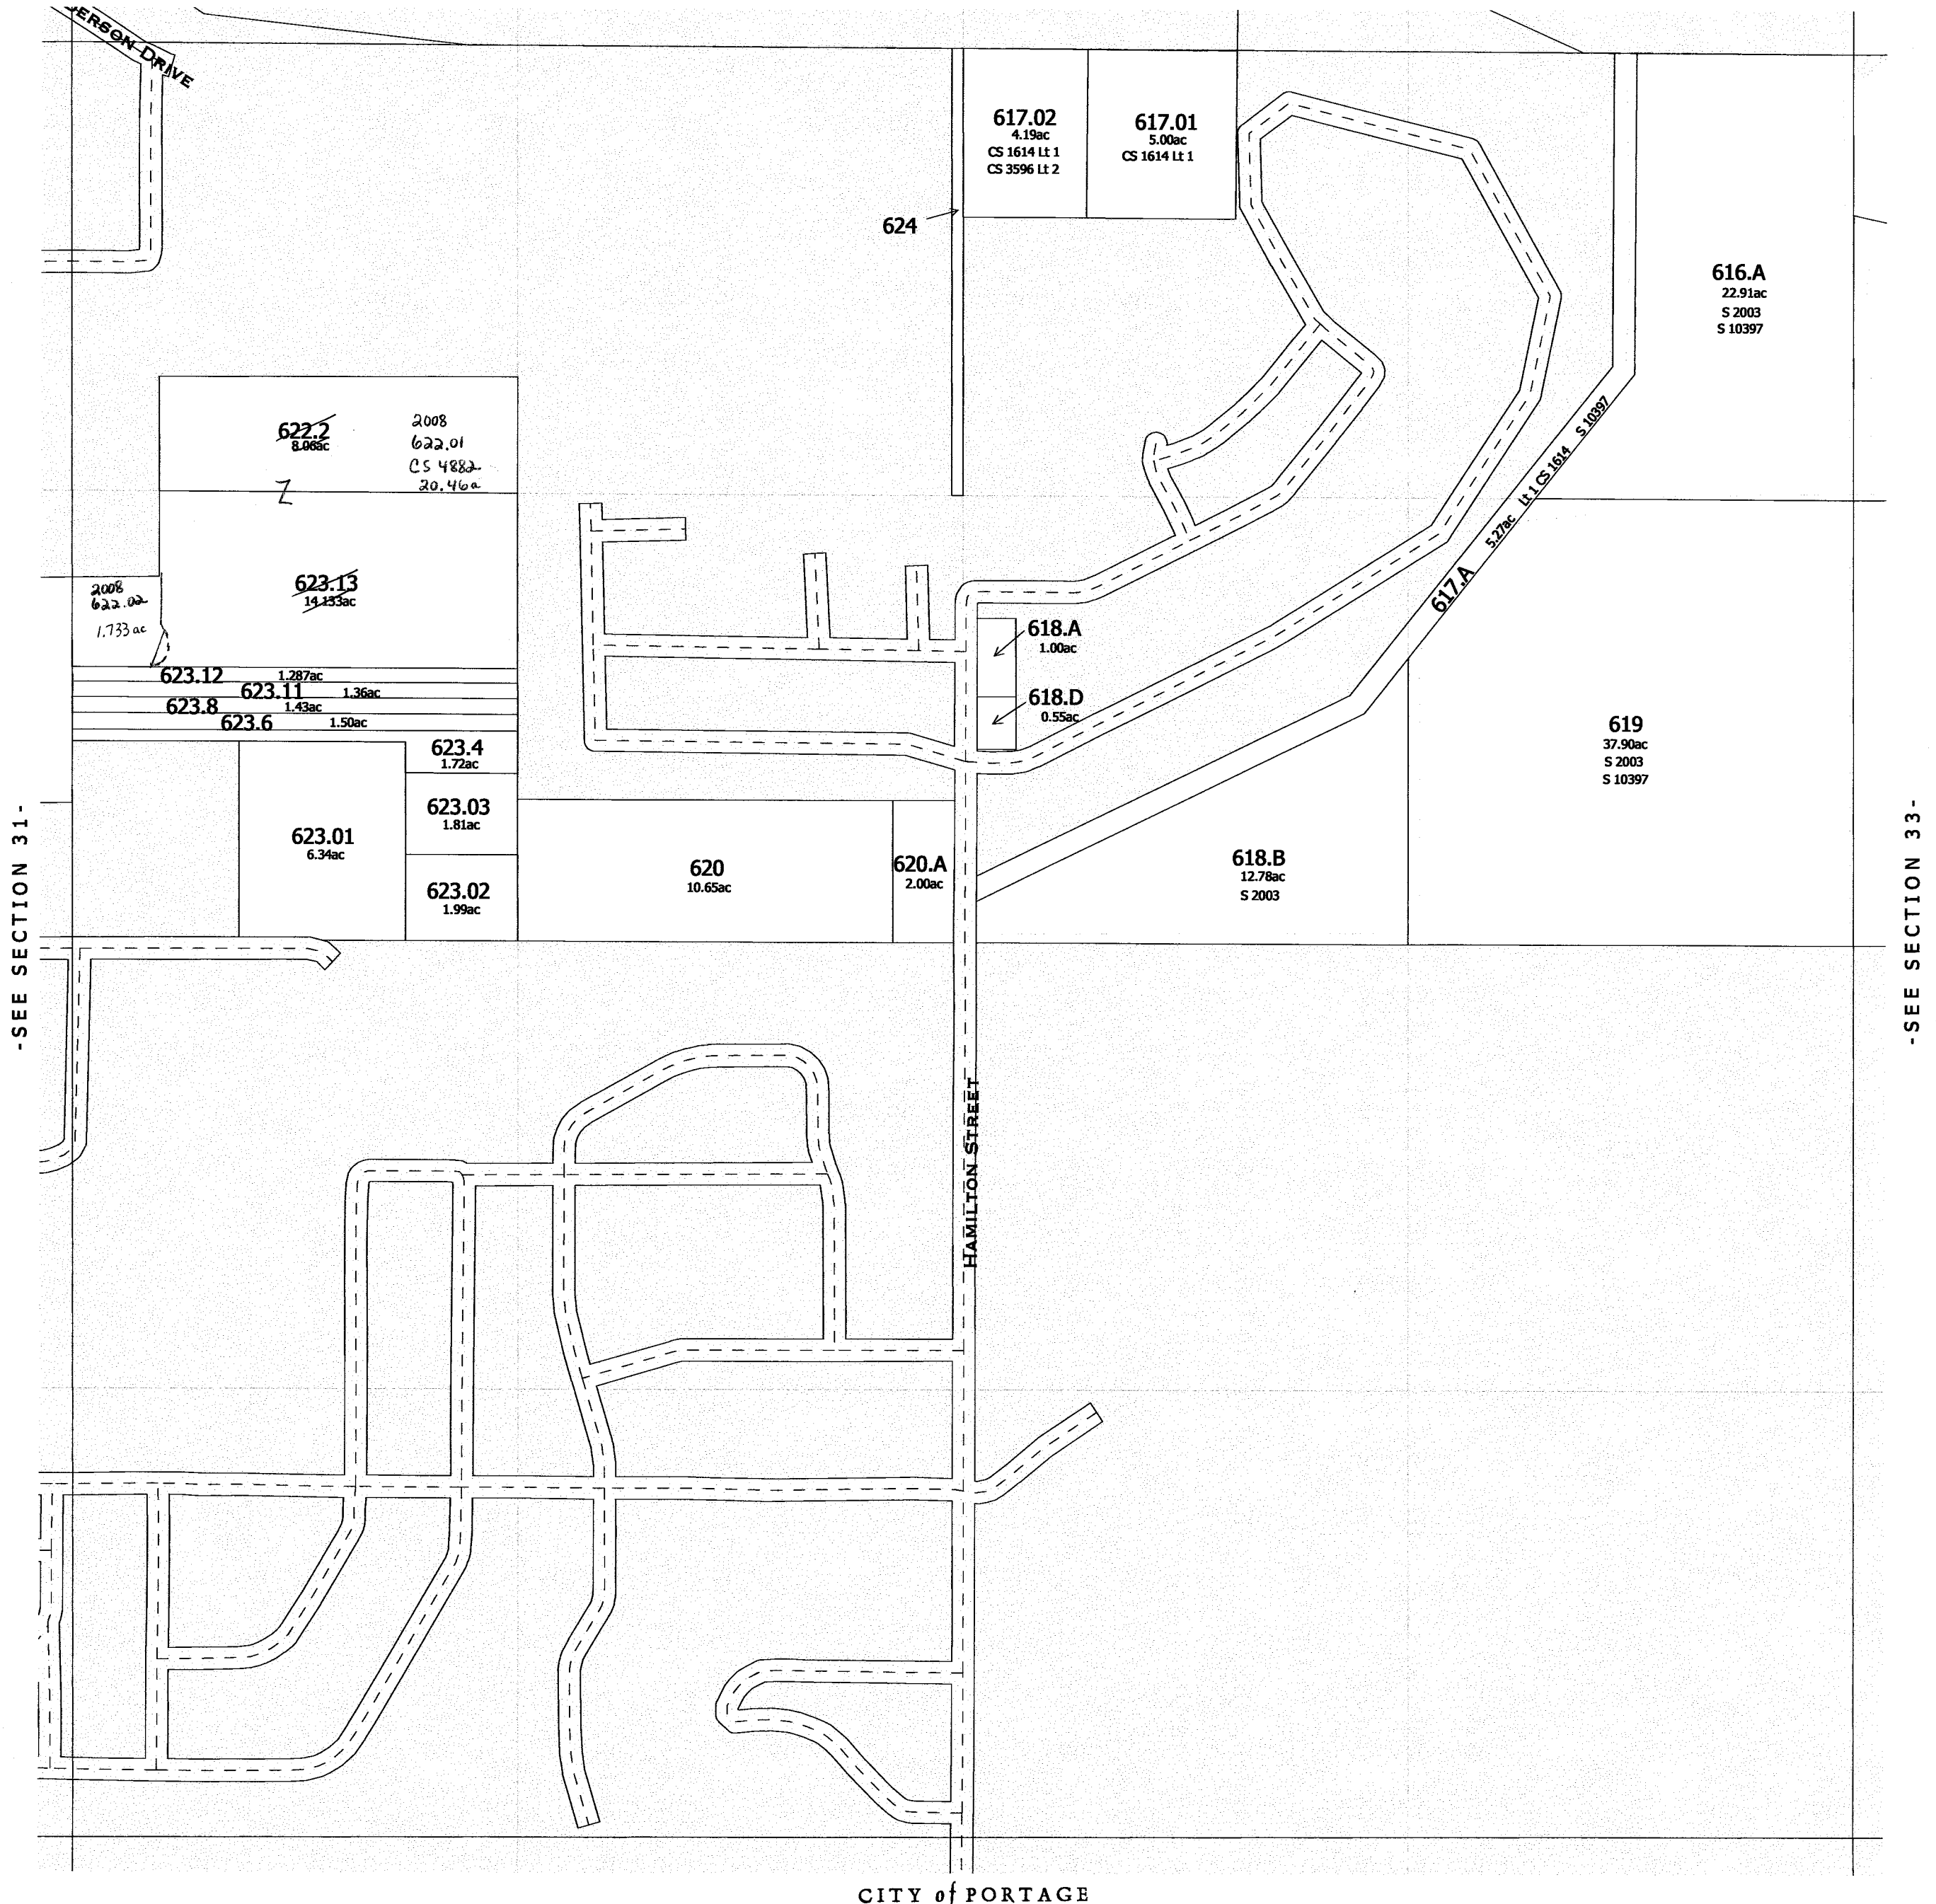 ERSON DRIVE
617.02
4.19ac
CS 1614 Lt 1
CS 3596 Lt 2
617.01
5.00ac
CS 1614 Lt 1
624
616.A
22.91ac
S 2003
S 10397
622.2
8.06ac
2008
622.01
CS 4882
20.46a
Z
623.13
14.133ac
2008
622.02
1.733 ac
617.A 5.27ac Lt 1 CS 1614 S 10397
618.A
1.00ac
618.D
0.55ac
623.12 1.287ac
623.11 1.36ac
623.8 1.43ac
623.6 1.50ac
623.4
1.72ac
623.03
1.81ac
623.01
6.34ac
623.02
1.99ac
620
10.65ac
620.A
2.00ac
618.B
12.78ac
S 2003
619
37.90ac
S 2003
S 10397
-SEE SECTION 31-
-SEE SECTION 33-
HAMILTON STREET
CITY of PORTAGE